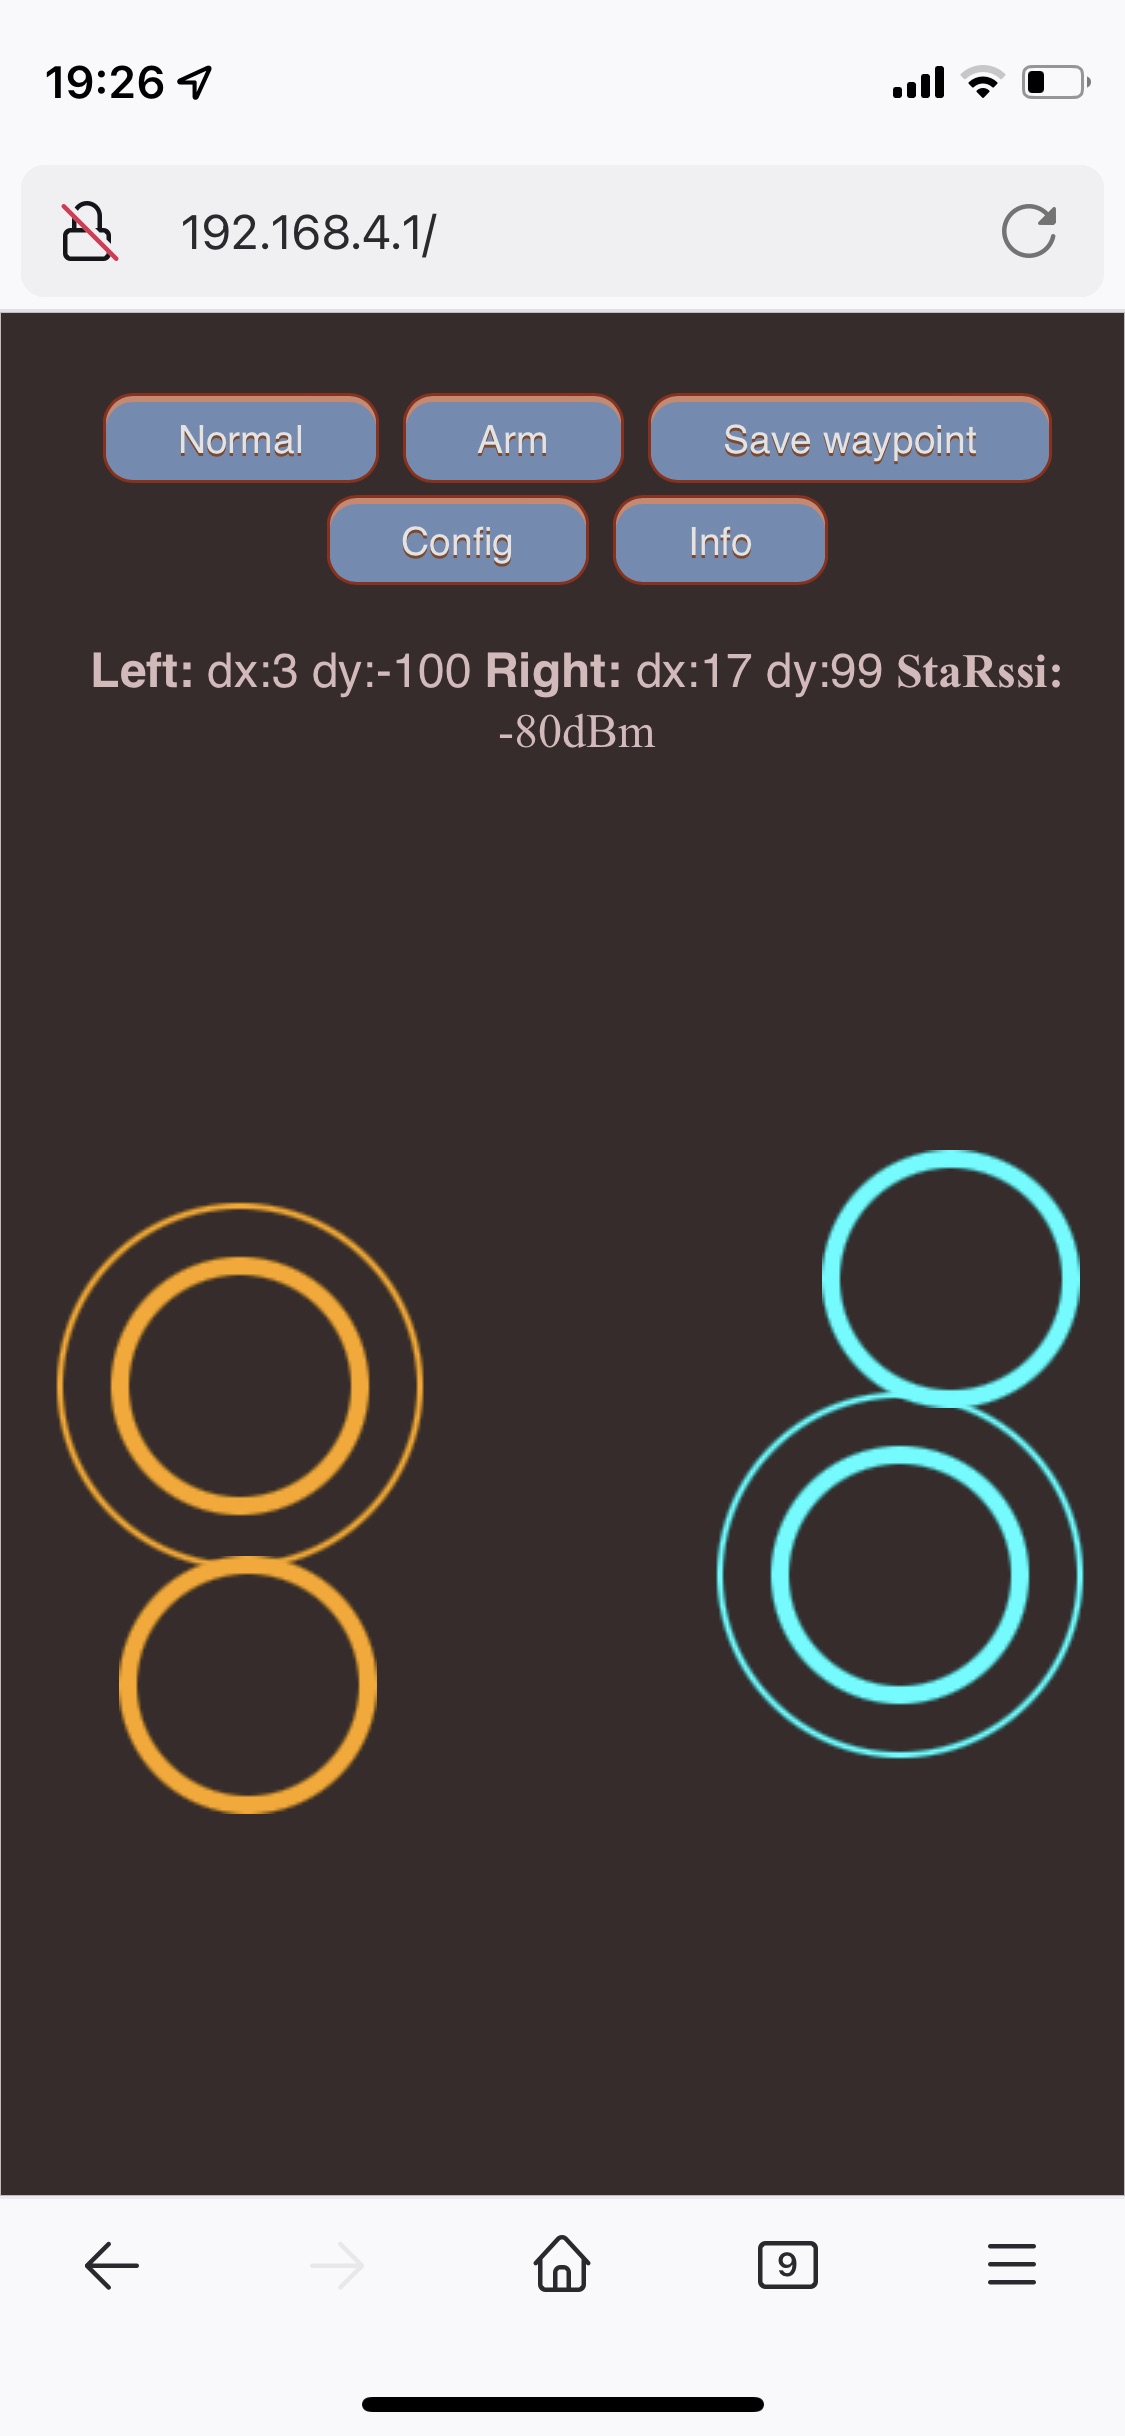 19:26
192.168.4.1/
Normal Arm Save waypoint
Config Info
Left: dx:3 dy:-100 Right: dx:17 dy:99 StaRssi:
-80dBm
9